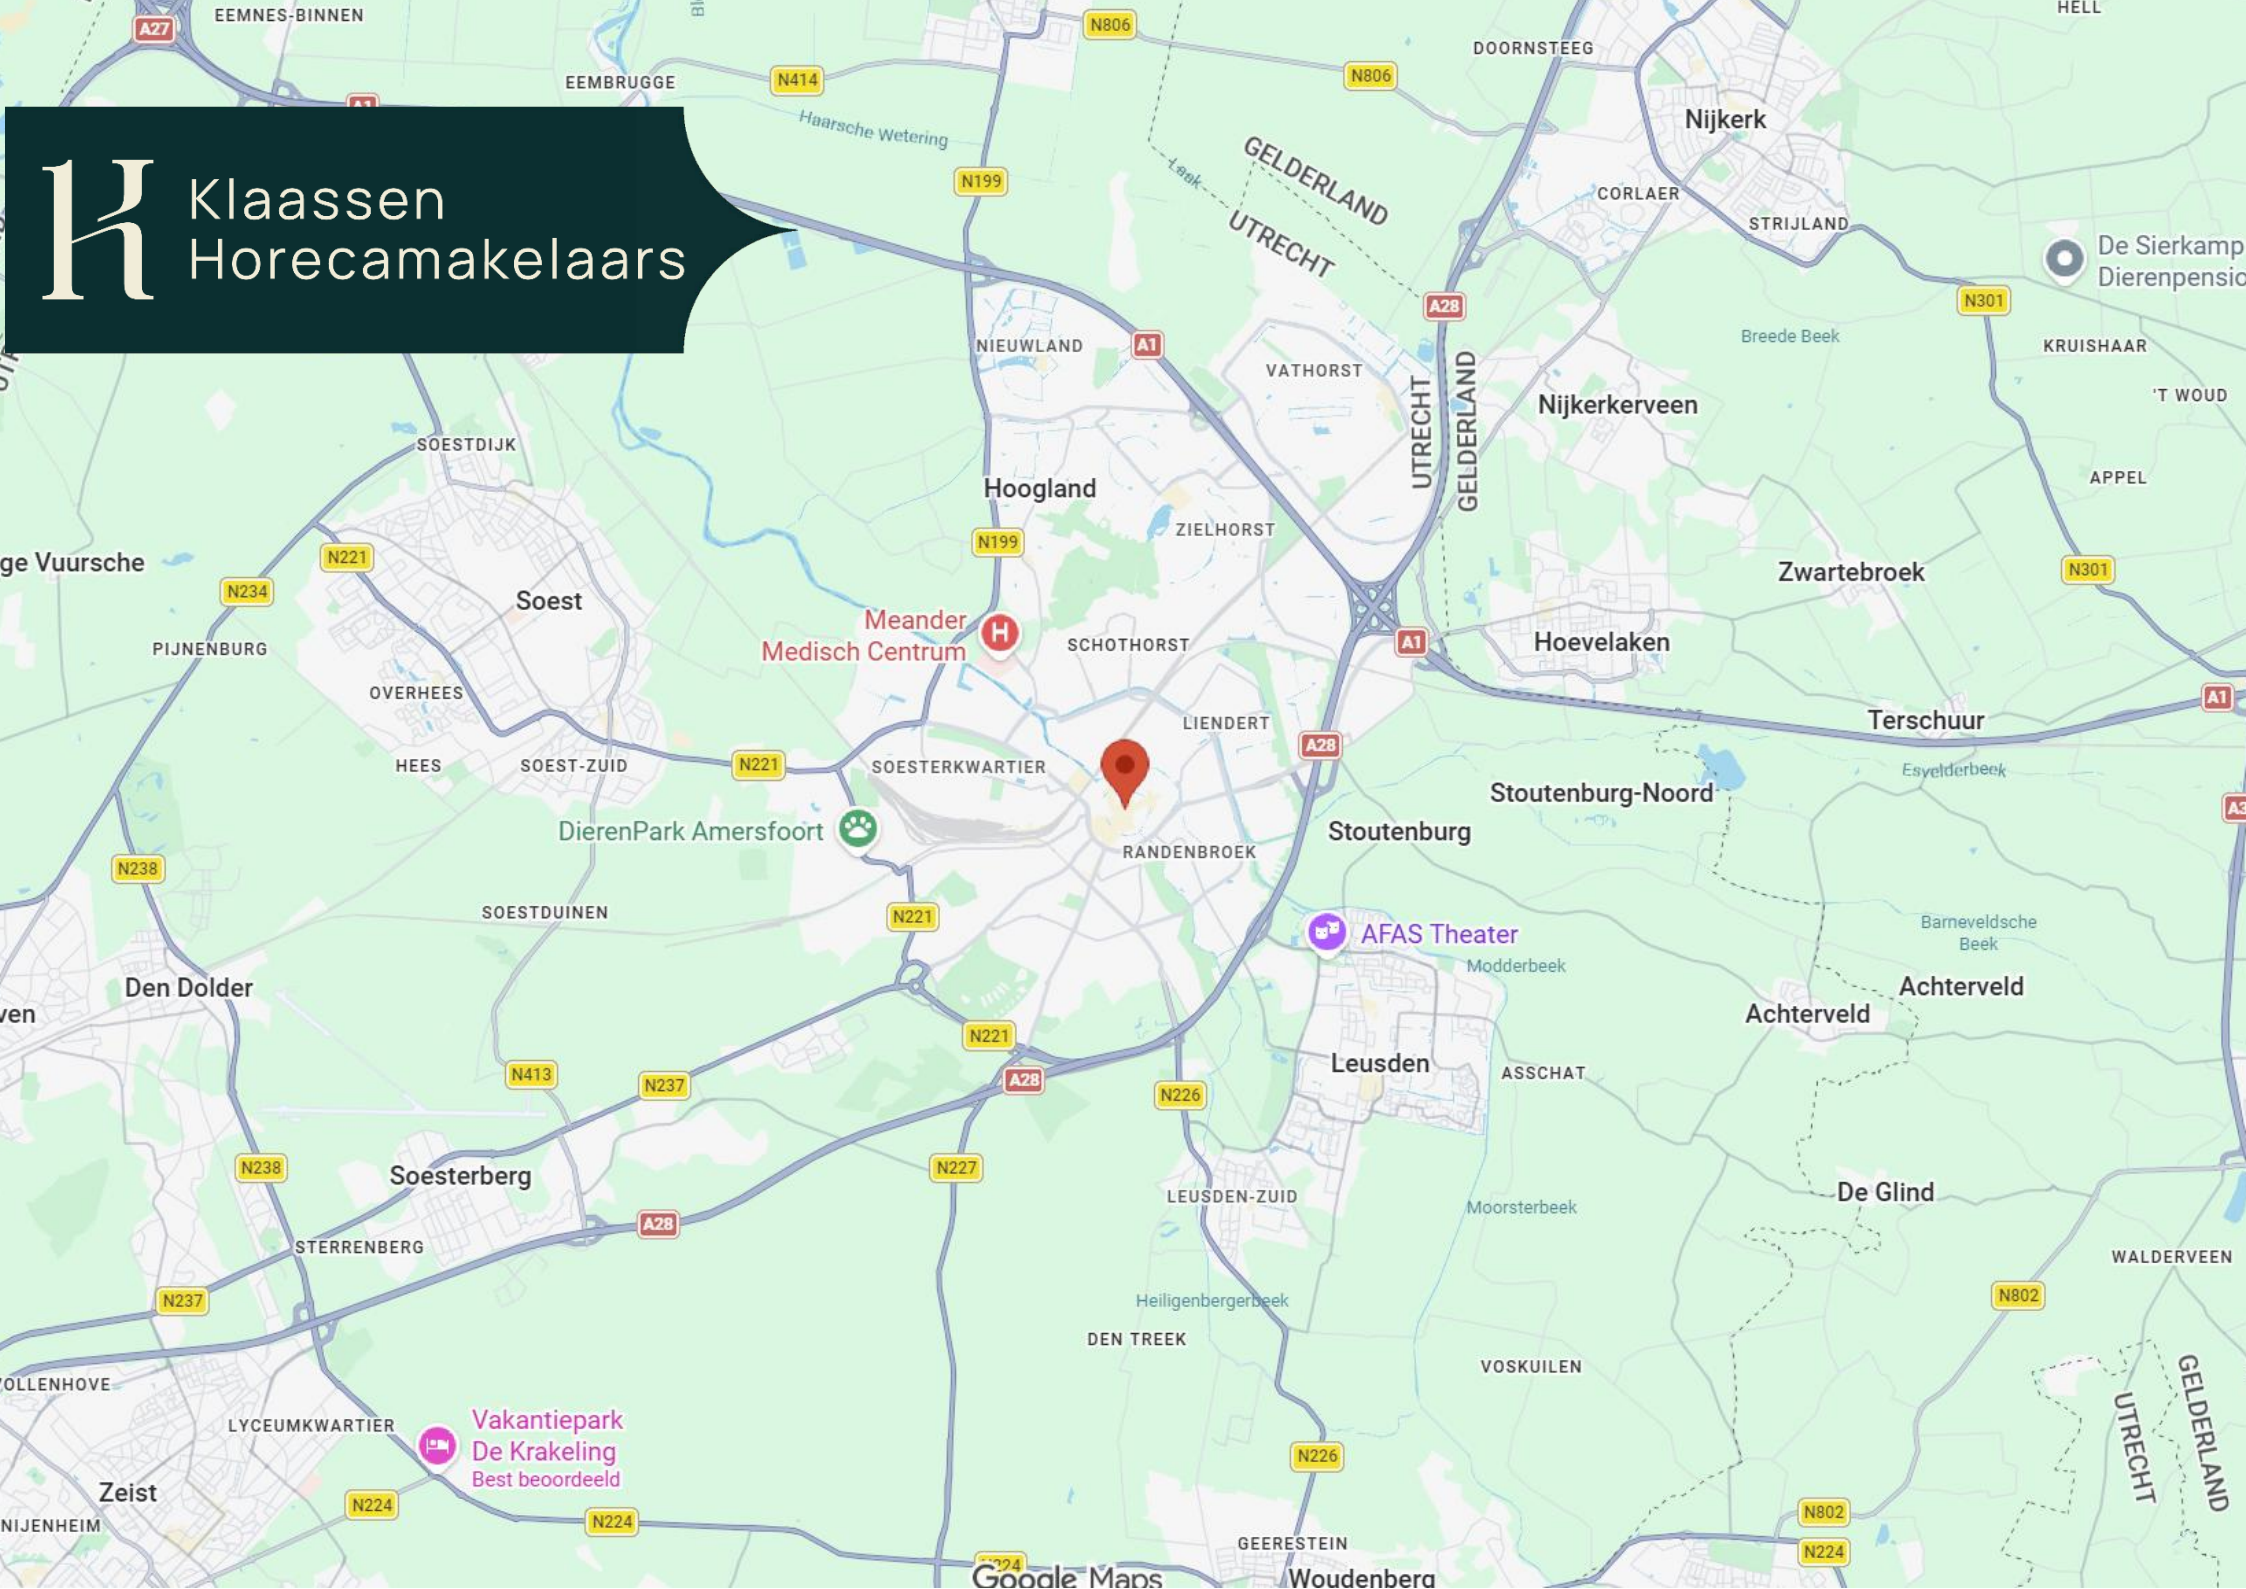 EEMNES-BINNEN
A27
N806
HELL
DOORNSTEEG
EEMBRUGGE
N414
N806
A1
Nijkerk
Haarsche Wetering
GELDERLAND
Laak
N199
CORLAER
Klaassen
Horecamakelaars
UTRECHT
STRIJLAND
De Sierkamp
Dierenpensio
A28
N301
NIEUWLAND
A1
Breede Beek
KRUISHAAR
VATHORST
UTRECHT
GELDERLAND
'T WOUD
Nijkerkerveen
SOESTDIJK
APPEL
Hoogland
ZIELHORST
N199
N221
ge Vuursche
N234
Zwartebroek
N301
Soest
Meander
Medisch Centrum
H
SCHOTHORST
A1
Hoevelaken
PIJNENBURG
OVERHEES
A1
LIENDERT
Terschuur
A28
HEES
SOEST-ZUID
N221
SOESTERKWARTIER
Esvelderbeek
Stoutenburg-Noord
DierenPark Amersfoort
Stoutenburg
RANDENBROEK
N238
SOESTDUINEN
N221
AFAS Theater
Barneveldsche
Beek
Modderbeek
Den Dolder
Achterveld
ven
Achterveld
N221
Leusden
N413
N237
A28
ASSCHAT
N226
N238
Soesterberg
N227
LEUSDEN-ZUID
De Glind
Moorsterbeek
A28
STERRENBERG
WALDERVEEN
N237
Heiligenbergerbeek
N802
DEN TREEK
VOSKUILEN
OLLENHOVE
UTRECHT
GELDERLAND
LYCEUMKWARTIER
Vakantiepark
De Krakeling
Best beoordeeld
N226
Zeist
N224
N224
N802
NIJENHEIM
GEERESTEIN
N224
Google Maps
Woudenberg